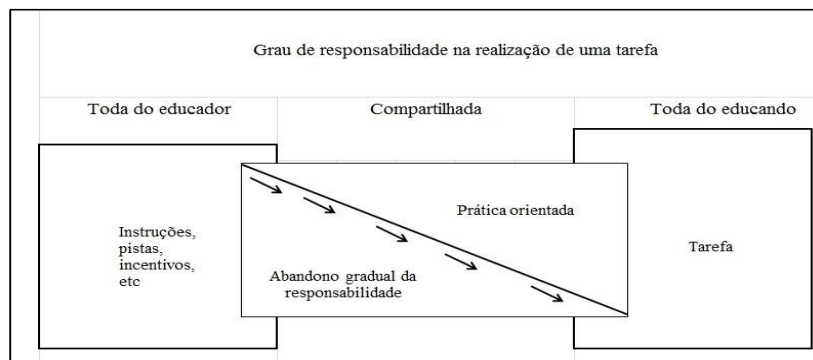 Grau de responsabilidade na realização de uma tarefa
Toda do educador
Compartilhada
Toda do educando
Instruções,
pistas,
incentivos,
etc
Prática orientada
Abandono gradual da
responsabilidade
Tarefa